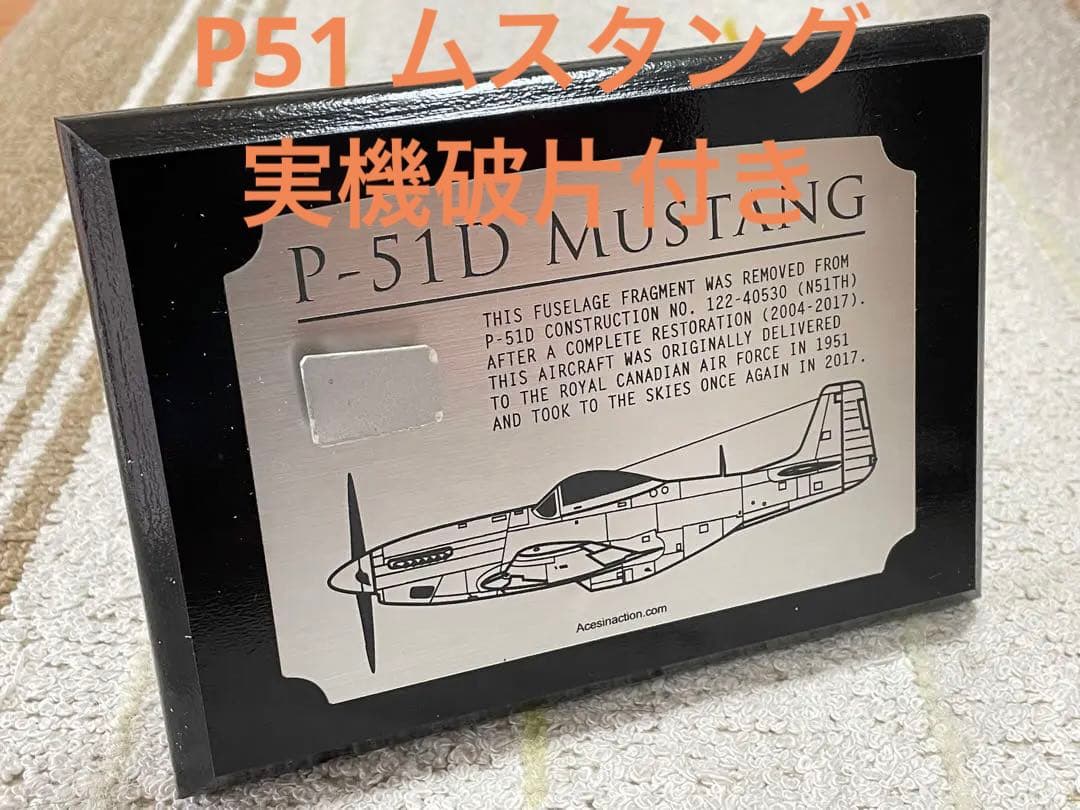 P51 ムスタング
実機破片付き
P-51D MUSTANG
THIS FUSELAGE FRAGMENT WAS REMOVED FROM
P-51D CONSTRUCTION NO. 122-40530 (N51TH)
AFTER A COMPLETE RESTORATION (2004-2017).
THIS AIRCRAFT WAS ORIGINALLY DELIVERED
TO THE ROYAL CANADIAN AIR FORCE IN 1951
AND TOOK TO THE SKIES ONCE AGAIN IN 2017.
Acesinaction.com